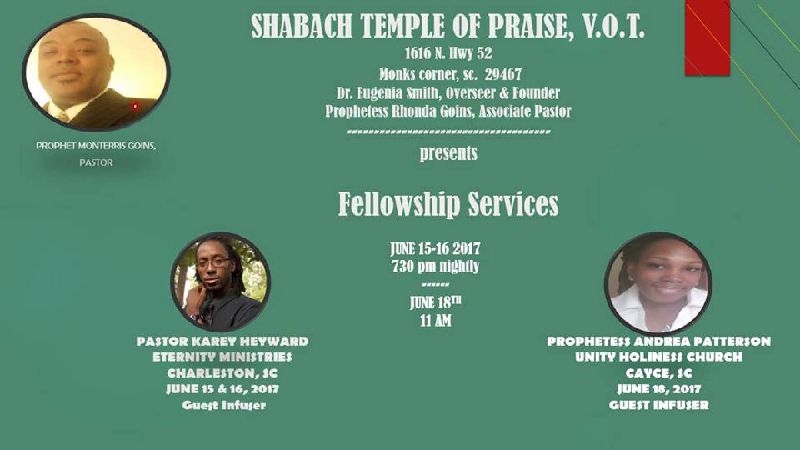 SHABACH TEMPLE OF PRAISE, V.O.T.
1616 N. Hwy 52
Monks corner, sc. 29467
Dr. Eugenia Smith, Overseer & Founder
Prophetess Rhonda Goins, Associate Pastor
------------------------------------
presents
PROPHET MONTERRIS GOINS,
PASTOR
Fellowship Services
JUNE 15-16 2017
730 pm nightly
------
JUNE 18TH
11 AM
PASTOR KAREY HEYWARD
ETERNITY MINISTRIES
CHARLESTON, SC
JUNE 15 & 16, 2017
Guest Infuser
PROPHETESS ANDREA PATTERSON
UNITY HOLINESS CHURCH
CAYCE, SC
JUNE 18, 2017
GUEST INFUSER